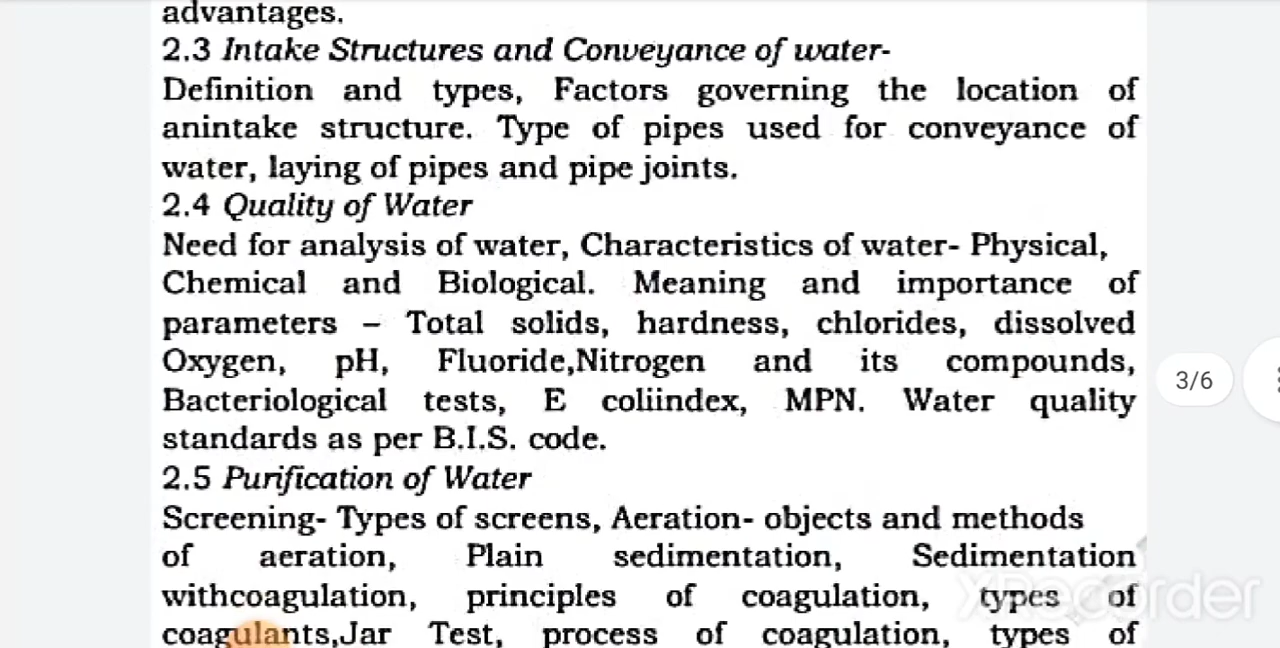 advantages.
2.3 Intake Structures and Conveyance of water-
Definition and types, Factors governing the location of
anintake structure. Type of pipes used for conveyance of
water, laying of pipes and pipe joints.
2.4 Quality of Water
Need for analysis of water, Characteristics of water- Physical,
Chemical and Biological. Meaning and importance of
parameters – Total solids, hardness, chlorides, dissolved
Oxygen, pH, Fluoride,Nitrogen and its compounds,
Bacteriological tests, E coliindex, MPN. Water quality
standards as per B.I.S. code.
3/6
2.5 Purification of Water
Screening- Types of screens, Aeration- objects and methods
of aeration, Plain sedimentation, Sedimentation
withcoagulation, principles of coagulation, types of
coagulants,Jar Test, process of coagulation, types of
XRecorder